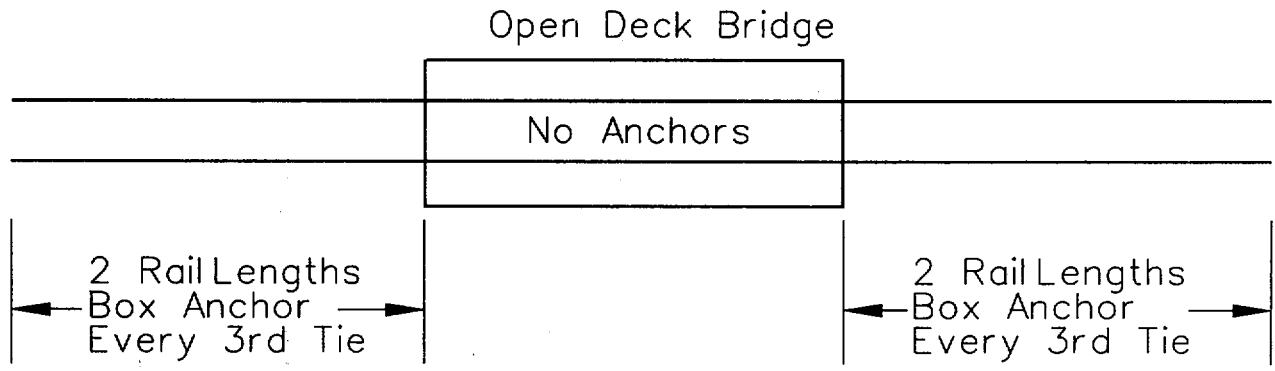 Open Deck Bridge
No Anchors
2 Rail Lengths
Box Anchor
Every 3rd Tie
2 Rail Lengths
Box Anchor
Every 3rd Tie